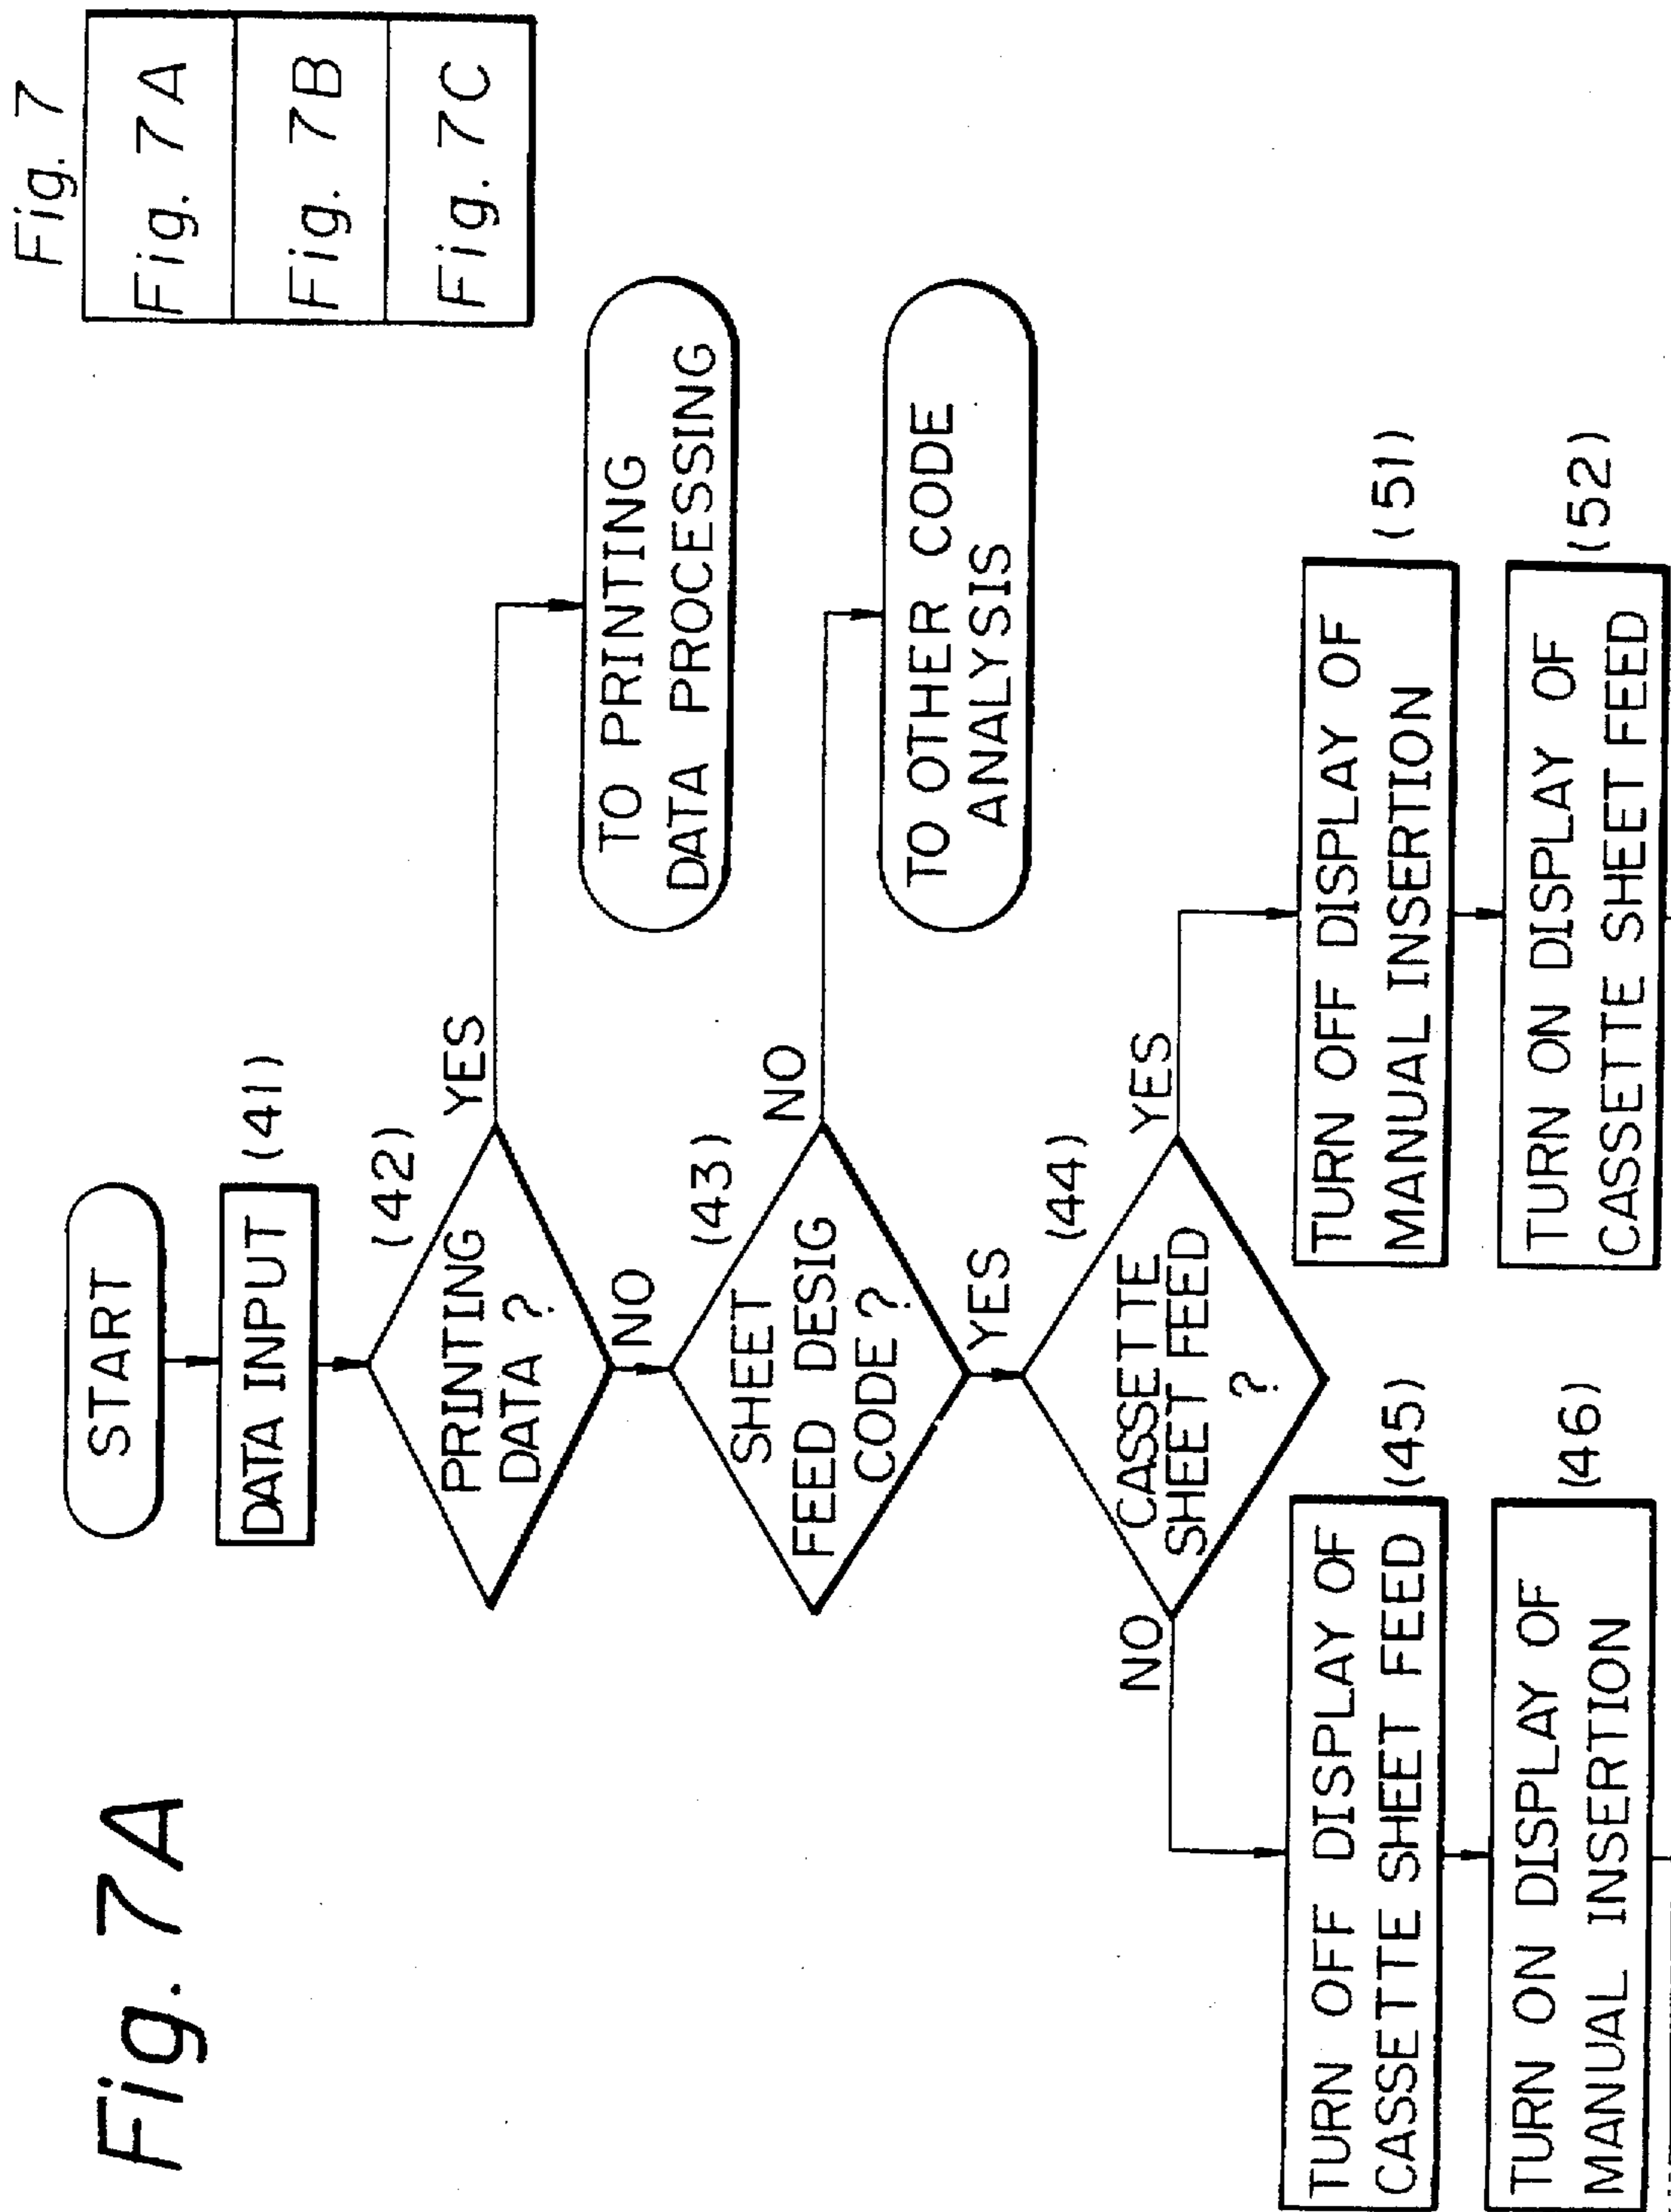 Fig. 7A
Fig. 7
Fig. 7A
Fig. 7B
Fig. 7C
START
DATA INPUT
(41)
PRINTING
DATA ?
(42)
YES
TO PRINTING
DATA PROCESSING
NO
SHEET
FEED DESIG
CODE ?
(43)
NO
TO OTHER CODE
ANALYSIS
YES
CASSETTE
SHEET FEED
?
(44)
NO
YES
TURN OFF DISPLAY OF
CASSETTE SHEET FEED
(45)
TURN ON DISPLAY OF
MANUAL INSERTION
(46)
TURN OFF DISPLAY OF
MANUAL INSERTION
(51)
TURN ON DISPLAY OF
CASSETTE SHEET FEED
(52)